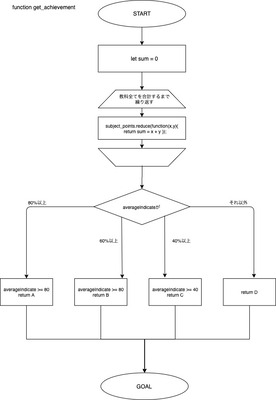 function get_achievement
START
let sum = 0
教科全てを合計するまで
繰り返す
subject_points.reduce(function(x,y){
return sum = x + y });
averageIndicateが
80%以上
それ以外
60%以上
40%以上
averageIndicate >= 80
return A
averageIndicate >= 80
return B
averageIndicate >= 40
return C
return D
GOAL